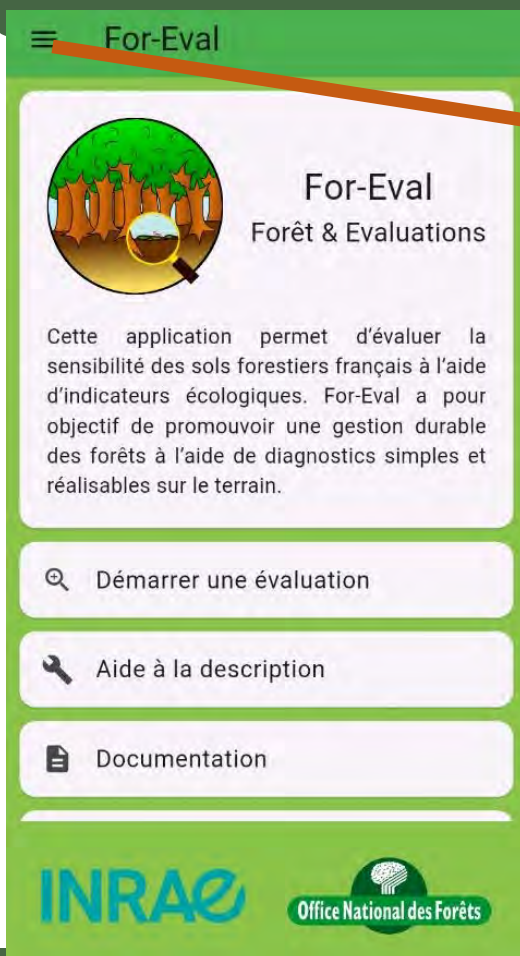 For-Eval
For-Eval
Forêt & Evaluations
Cette application permet d'évaluer la
sensibilité des sols forestiers français à l'aide
d'indicateurs écologiques. For-Eval a pour
objectif de promouvoir une gestion durable
des forêts à l'aide de diagnostics simples et
réalisables sur le terrain.
Démarrer une évaluation
Aide à la description
Documentation
INRAE
Office National des Forêts